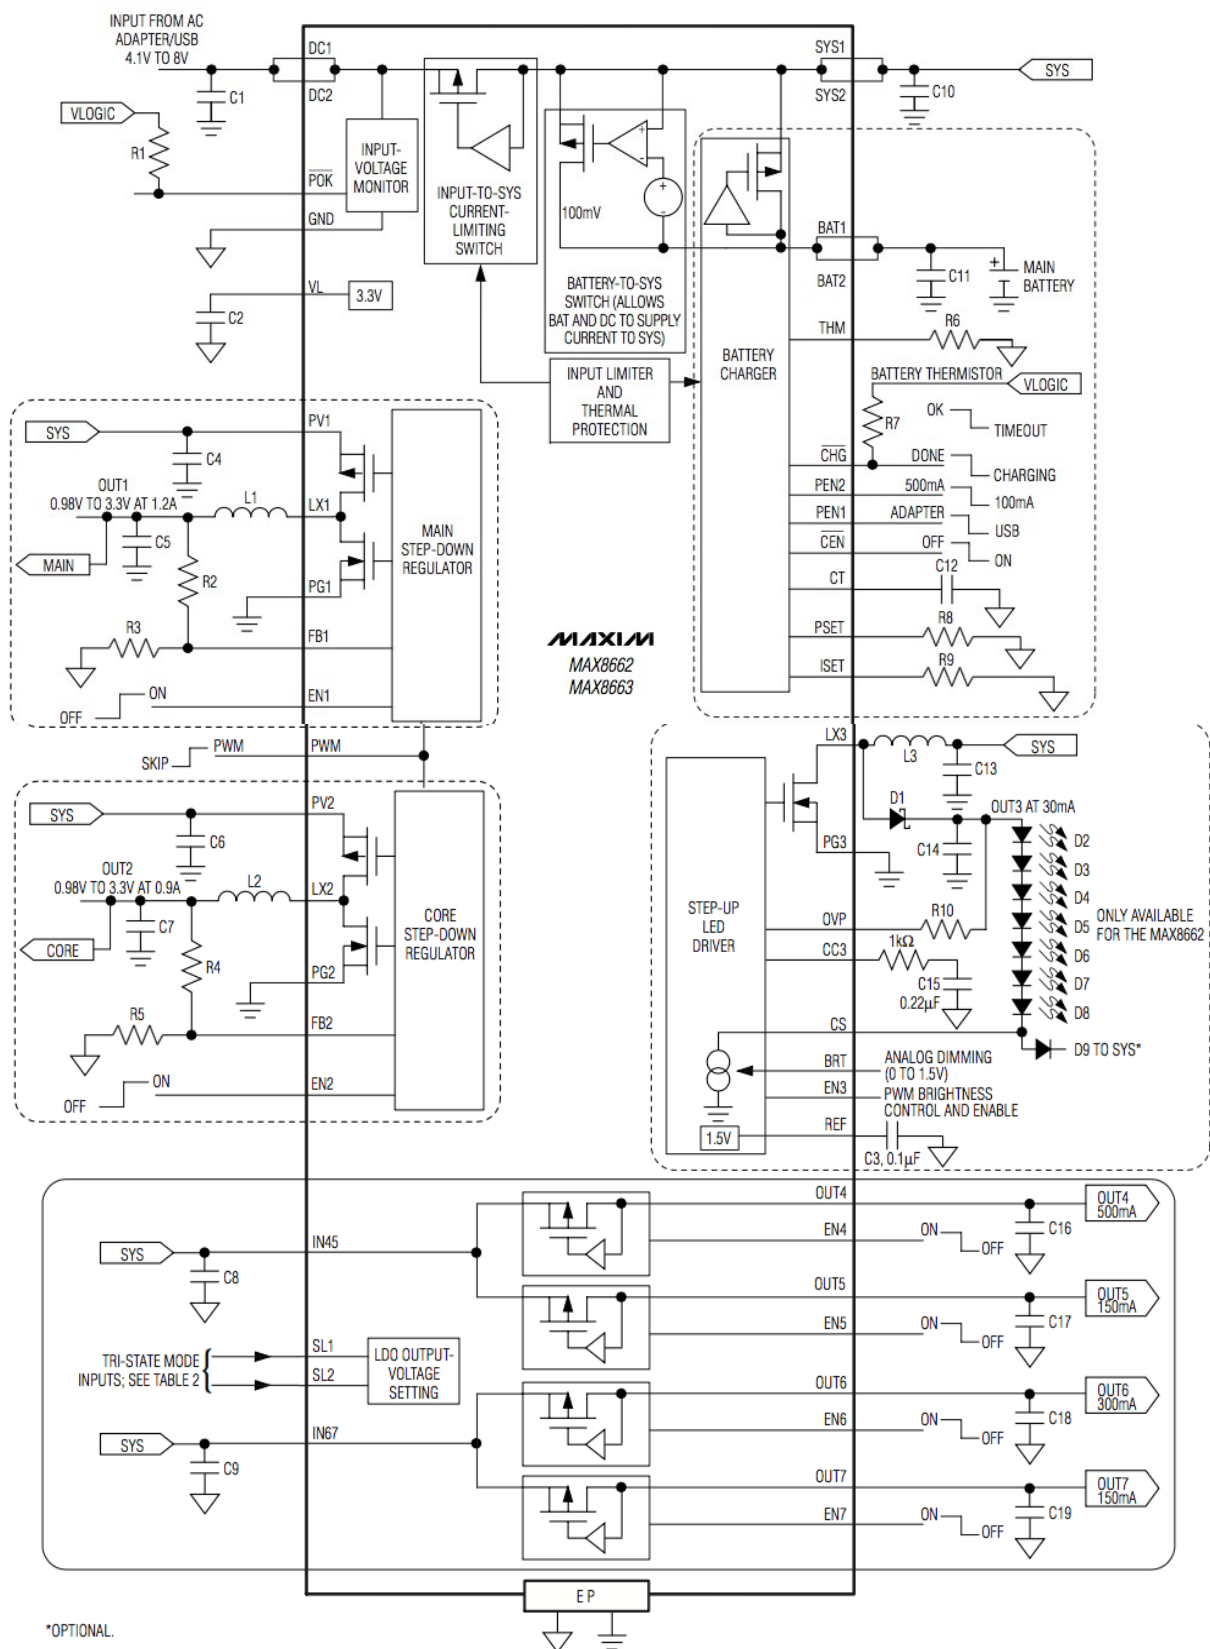 INPUT FROM AC
ADAPTER/USB
4.1V TO 8V
DC1
DC2
C1
VLOGIC
R1
POK
GND
VL
3.3V
C2
INPUT-
VOLTAGE
MONITOR
INPUT-TO-SYS
CURRENT-
LIMITING
SWITCH
+
-
+
-
100mV
BATTERY-TO-SYS
SWITCH (ALLOWS
BAT AND DC TO SUPPLY
CURRENT TO SYS)
INPUT LIMITER
AND
THERMAL
PROTECTION
SYS1
SYS2
C10
SYS
BATTERY
CHARGER
BAT1
BAT2
C11
+
MAIN
BATTERY
THM
R6
BATTERY THERMISTOR
VLOGIC
R7
OK
TIMEOUT
CHG
DONE
CHARGING
PEN2
500mA
100mA
PEN1
ADAPTER
USB
CEN
OFF
ON
CT
C12
PSET
R8
ISET
R9
SYS
PV1
C4
OUT1
0.98V TO 3.3V AT 1.2A
L1
LX1
C5
MAIN
R2
PG1
R3
FB1
ON
OFF
EN1
MAIN
STEP-DOWN
REGULATOR
MAXIM
MAX8662
MAX8663
PWM
SKIP
PWM
SYS
PV2
C6
OUT2
0.98V TO 3.3V AT 0.9A
L2
LX2
C7
CORE
R4
PG2
R5
FB2
ON
OFF
EN2
CORE
STEP-DOWN
REGULATOR
LX3
L3
SYS
C13
D1
OUT3 AT 30mA
PG3
C14
D2
D3
D4
D5
D6
D7
D8
ONLY AVAILABLE
FOR THE MAX8662
STEP-UP
LED
DRIVER
OVP
R10
CC3
1kΩ
C15
0.22µF
CS
D9 TO SYS*
BRT
ANALOG DIMMING
(0 TO 1.5V)
EN3
PWM BRIGHTNESS
CONTROL AND ENABLE
1.5V
REF
C3, 0.1µF
SYS
IN45
C8
TRI-STATE MODE
INPUTS; SEE TABLE 2
SL1
SL2
LDO OUTPUT-
VOLTAGE
SETTING
SYS
IN67
C9
OUT4
C16
OUT4
500mA
EN4
ON
OFF
OUT5
C17
OUT5
150mA
EN5
ON
OFF
OUT6
C18
OUT6
300mA
EN6
ON
OFF
OUT7
C19
OUT7
150mA
EN7
ON
OFF
EP
*OPTIONAL.